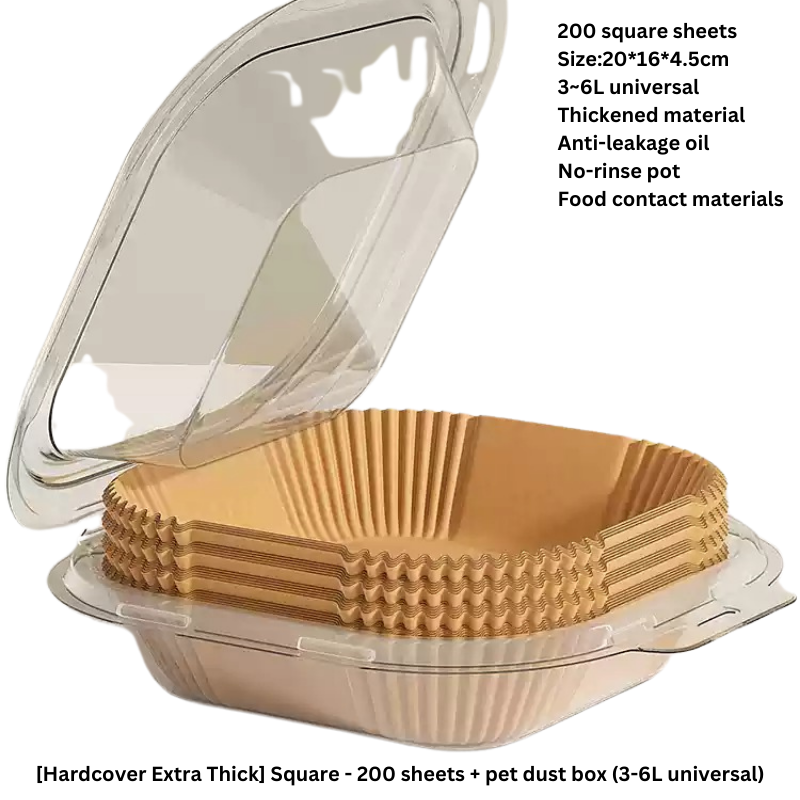 200 square sheets
Size:20*16*4.5cm
3~6L universal
Thickened material
Anti-leakage oil
No-rinse pot
Food contact materials
[Hardcover Extra Thick] Square - 200 sheets + pet dust box (3-6L universal)